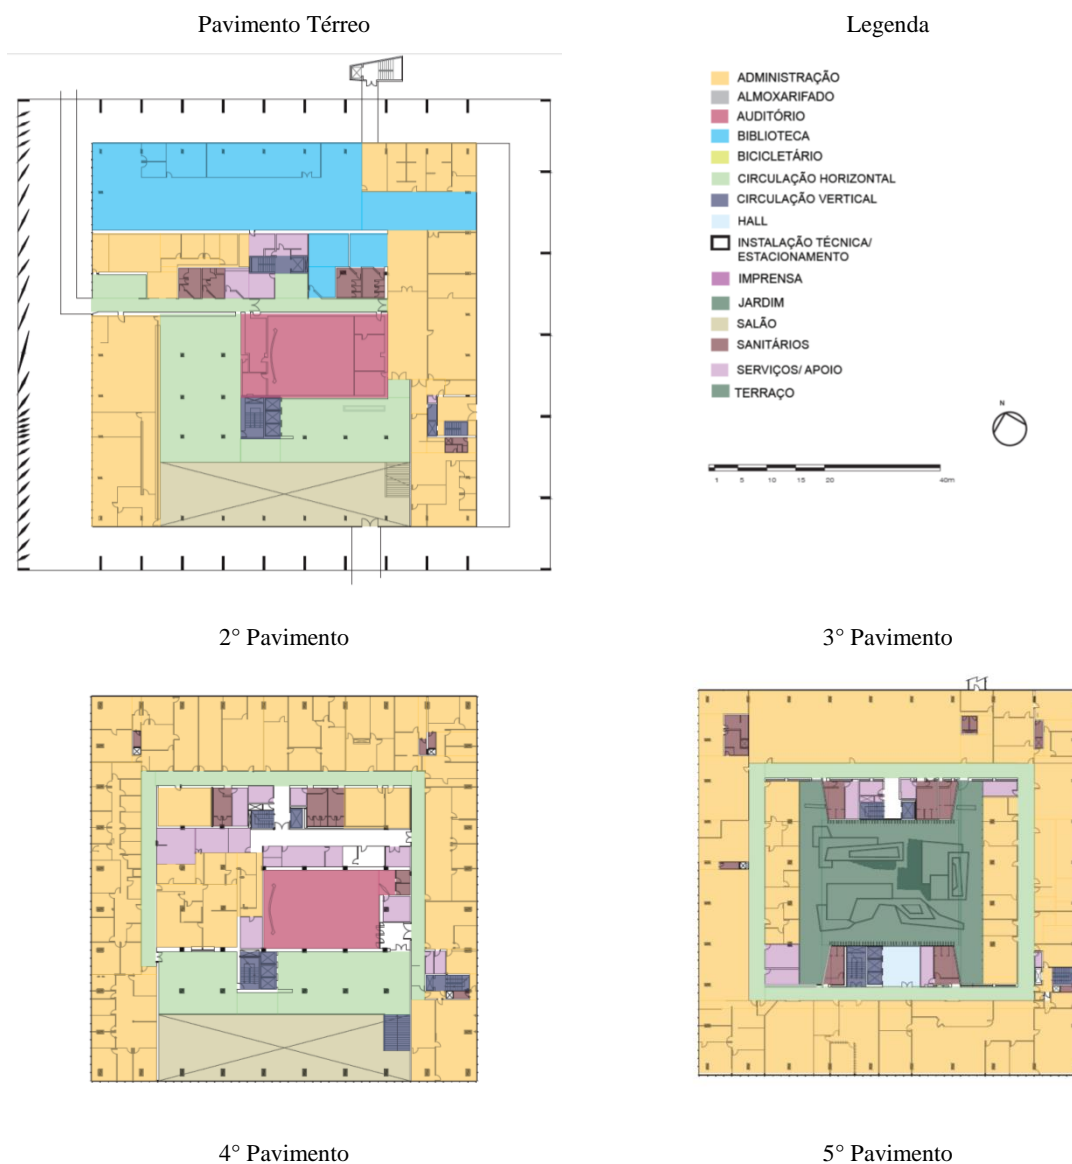 Pavimento Térreo
Legenda
ADMINISTRAÇÃO
ALMOXARIFADO
AUDITÓRIO
BIBLIOTECA
BICICLETÁRIO
CIRCULAÇÃO HORIZONTAL
CIRCULAÇÃO VERTICAL
HALL
INSTALAÇÃO TÉCNICA/
ESTACIONAMENTO
IMPRENSA
JARDIM
SALÃO
SANITÁRIOS
SERVIÇOS/ APOIO
TERRAÇO
N
1 5 10 15 20 40m
2° Pavimento
3° Pavimento
4° Pavimento
5° Pavimento